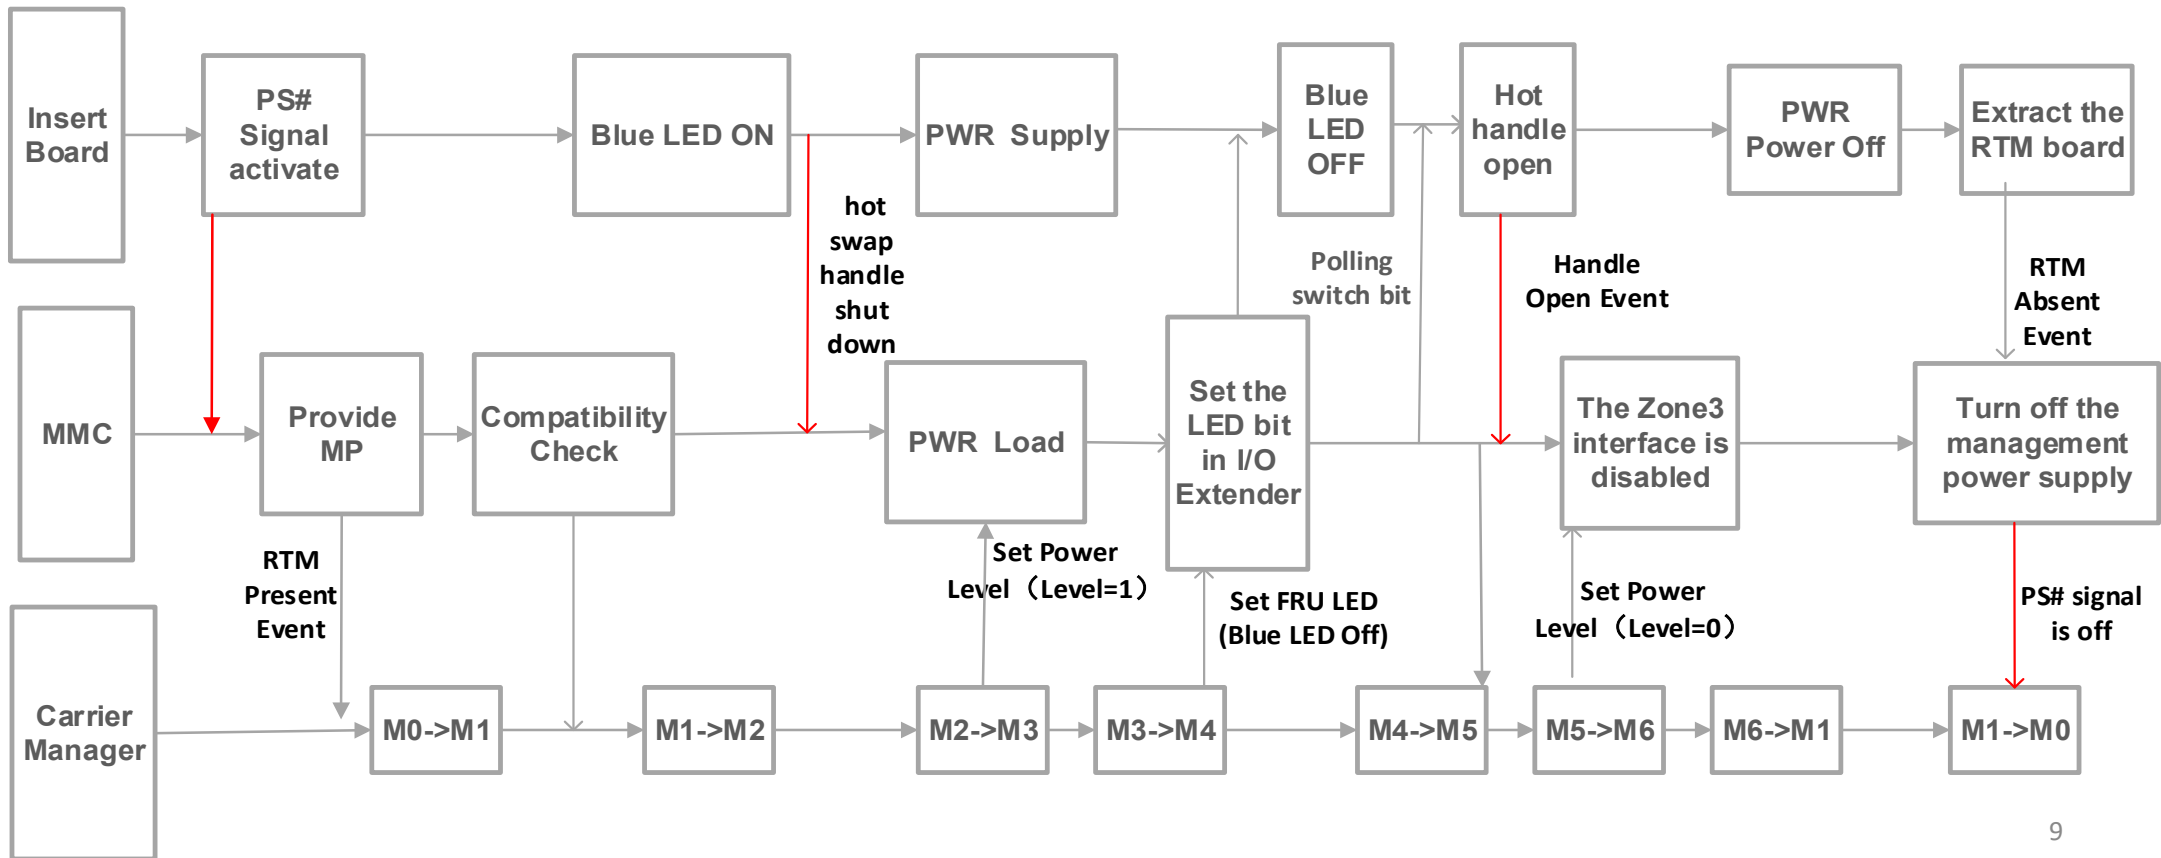 Insert
Board
PS#
Signal
activate
Blue LED ON
PWR Supply
Blue
LED
OFF
Hot
handle
open
PWR
Power Off
Extract the
RTM board
hot
swap
handle
shut
down
Polling
switch bit
Handle
Open Event
RTM
Absent
Event
MMC
Provide
MP
Compatibility
Check
PWR Load
Set the
LED bit
in I/O
Extender
The Zone3
interface is
disabled
Turn off the
management
power supply
RTM
Present
Event
Set Power
Level（Level=1）
Set FRU LED
(Blue LED Off)
Set Power
Level（Level=0）
PS# signal
is off
Carrier
Manager
M0->M1
M1->M2
M2->M3
M3->M4
M4->M5
M5->M6
M6->M1
M1->M0
9